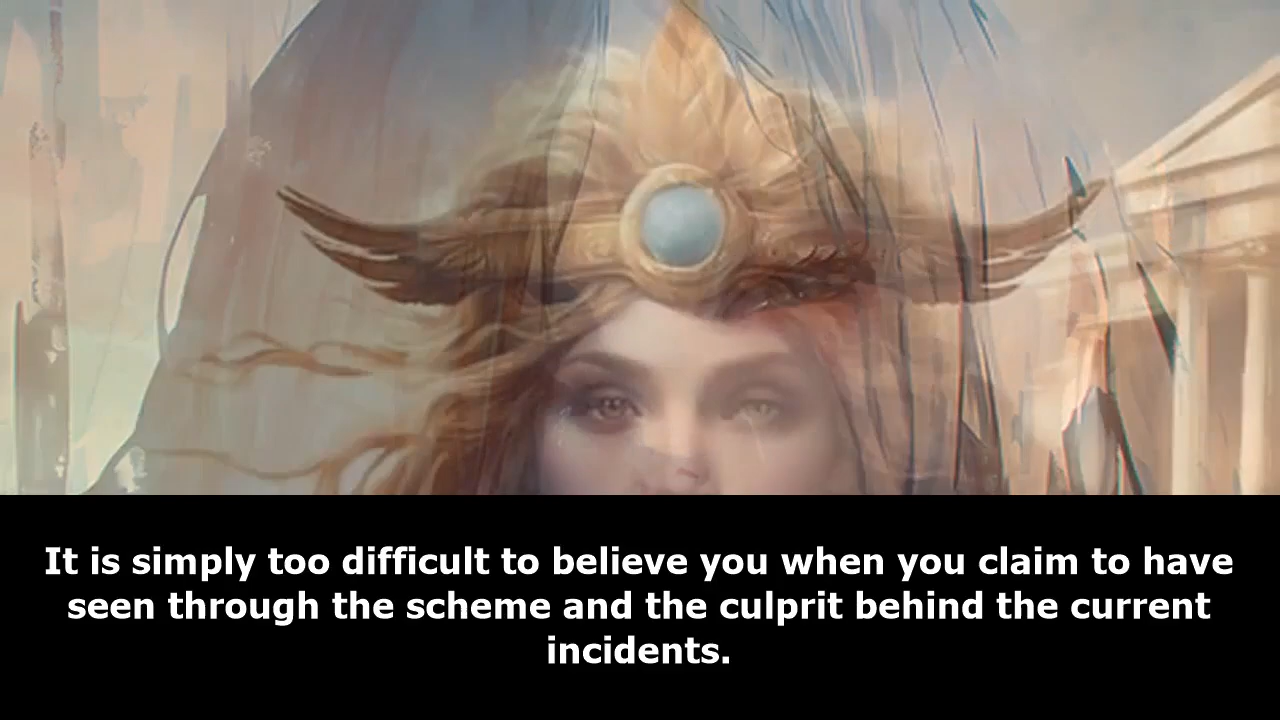 It is simply too difficult to believe you when you claim to have
seen through the scheme and the culprit behind the current
incidents.